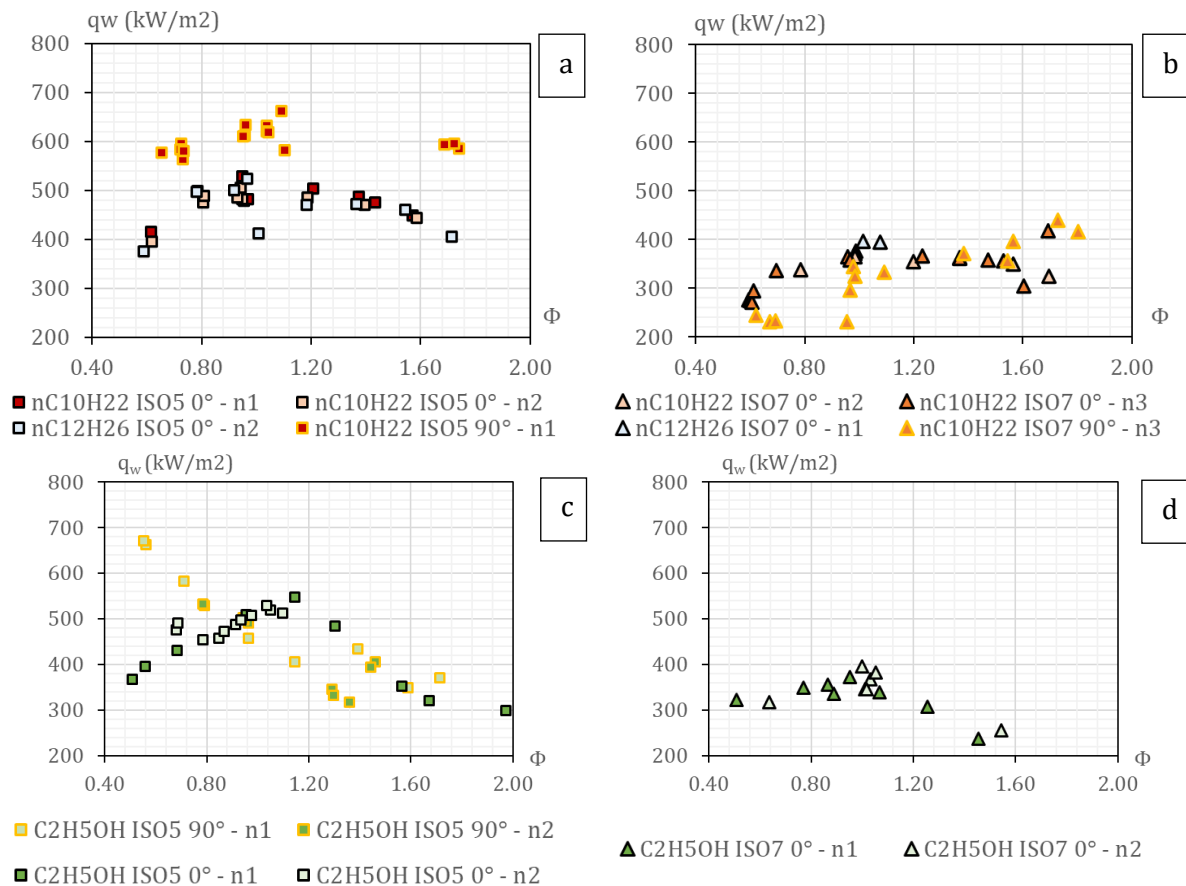 qw (kW/m2)
800
700
600
500
400
300
200
0.40 0.80 1.20 1.60 2.00
Φ
a
nC10H22 ISO5 0° - n1
nC10H22 ISO5 0° - n2
nC12H26 ISO5 0° - n2
nC10H22 ISO5 90° - n1
qw (kW/m2)
800
700
600
500
400
300
200
0.40 0.80 1.20 1.60 2.00
Φ
b
nC10H22 ISO7 0° - n2
nC10H22 ISO7 0° - n3
nC12H26 ISO7 0° - n1
nC10H22 ISO7 90° - n3
qw (kW/m2)
800
700
600
500
400
300
200
0.40 0.80 1.20 1.60 2.00
Φ
c
C2H5OH ISO5 90° - n1
C2H5OH ISO5 90° - n2
C2H5OH ISO5 0° - n1
C2H5OH ISO5 0° - n2
qw (kW/m2)
800
700
600
500
400
300
200
0.40 0.80 1.20 1.60 2.00
Φ
d
C2H5OH ISO7 0° - n1
C2H5OH ISO7 0° - n2